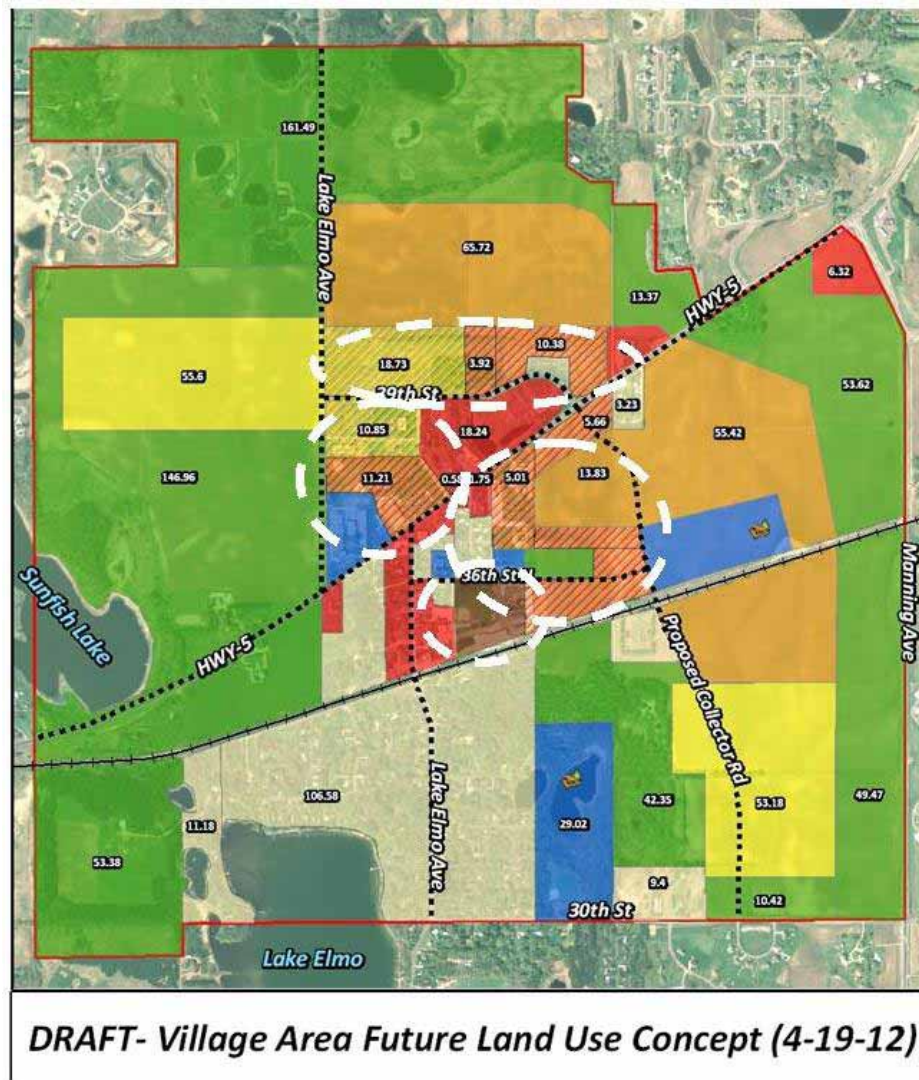 161.49
Lake Elmo Ave
65.72
6.32
13.37
HWY-5
18.73
3.92
10.38
55.6
39th St
53.62
3.23
5.66
55.42
10.85
18.24
146.96
11.21
0.58
1.75
5.01
13.83
36th St N
Sunfish Lake
HWY-5
Manning Ave
Proposed Collector Rd
106.58
11.18
Lake Elmo Ave
29.02
42.35
53.18
49.47
53.38
9.4
10.42
30th St
Lake Elmo
DRAFT- Village Area Future Land Use Concept (4-19-12)